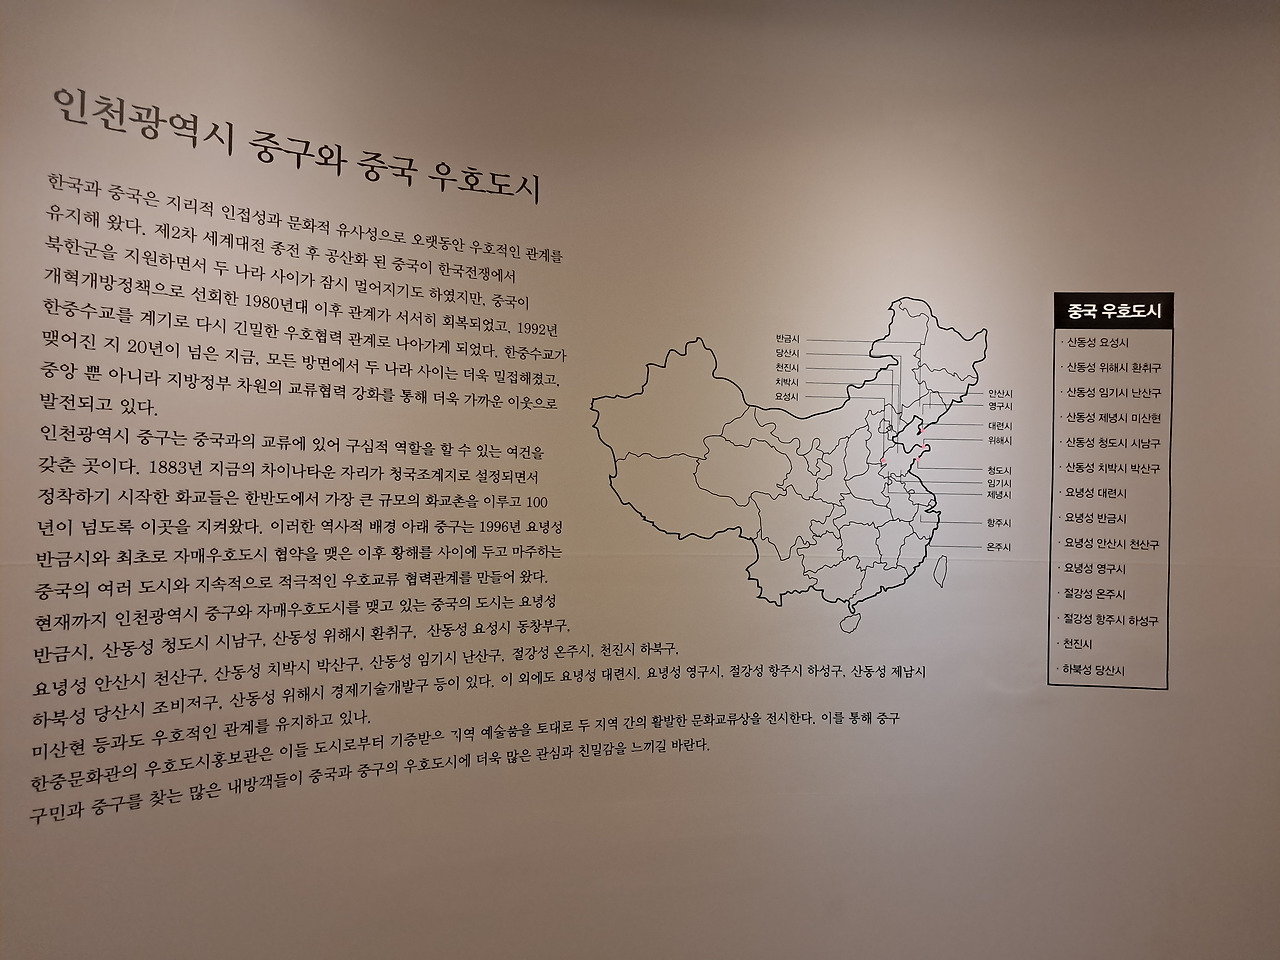 인천광역시 중구와 중국 우호도시
한국과 중국은 지리적 인접성과 문화적 유사성으로 오랫동안 우호적인 관계를
유지해 왔다. 제2차 세계대전 종전 후 공산화 된 중국이 한국전쟁에서
북한군을 지원하면서 두 나라 사이가 잠시 멀어지기도 하였지만, 중국이
개혁개방정책으로 선회한 1980년대 이후 관계가 서서히 회복되었고, 1992년
한중수교를 계기로 다시 긴밀한 우호협력 관계로 나아가게 되었다. 한중수교가
맺어진 지 20년이 넘은 지금, 모든 방면에서 두 나라 사이는 더욱 밀접해졌고,
중앙 뿐 아니라 지방정부 차원의 교류협력 강화를 통해 더욱 가까운 이웃으로
발전되고 있다.
인천광역시 중구는 중국과의 교류에 있어 구심적 역할을 할 수 있는 여건을
갖춘 곳이다. 1883년 지금의 차이나타운 자리가 청국조계지로 설정되면서
정착하기 시작한 화교들은 한반도에서 가장 큰 규모의 화교촌을 이루고 100
년이 넘도록 이곳을 지켜왔다. 이러한 역사적 배경 아래 중구는 1996년 요녕성
반금시와 최초로 자매우호도시 협약을 맺은 이후 황해를 사이에 두고 마주하는
중국의 여러 도시와 지속적으로 적극적인 우호교류 협력관계를 만들어 왔다.
현재까지 인천광역시 중구와 자매우호도시를 맺고 있는 중국의 도시는 요녕성
반금시, 산동성 청도시 시남구, 산동성 위해시 환취구, 산동성 요성시 동창부구,
요녕성 안산시 천산구, 산동성 치박시 박산구, 산동성 임기시 난산구, 절강성 온주시, 천진시 하북구,
하북성 당산시 조비저구, 산동성 위해시 경제기술개발구 등이 있다. 이 외에도 요녕성 대련시, 요녕성 영구시, 절강성 항주시 하성구, 산동성 제남시
미산현 등과도 우호적인 관계를 유지하고 있다.
한중문화관의 우호도시홍보관은 이들 도시로부터 기증받은 지역 예술품을 토대로 두 지역 간의 활발한 문화교류상을 전시한다. 이를 통해 중구
구민과 중구를 찾는 많은 내방객들이 중국과 중구의 우호도시에 더욱 많은 관심과 친밀감을 느끼길 바란다.
반금시
당산시
천진시
치박시
요성시
안산시
영구시
대련시
위해시
청도시
임기시
제녕시
항주시
온주시
중국 우호도시
· 산동성 요성시
· 산동성 위해시 환취구
· 산동성 임기시 난산구
· 산동성 제녕시 미산현
· 산동성 청도시 시남구
· 산동성 치박시 박산구
· 요녕성 대련시
· 요녕성 반금시
· 요녕성 안산시 천산구
· 요녕성 영구시
· 절강성 온주시
· 절강성 항주시 하성구
· 천진시
· 하북성 당산시